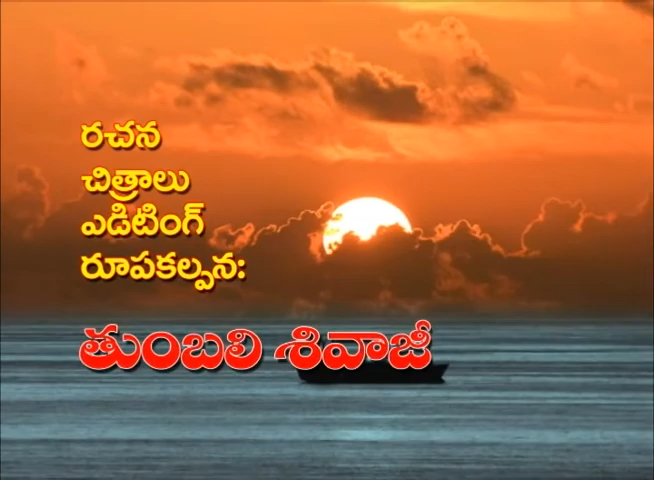 రచన
చిత్రాలు
ఎడిటింగ్
రూపకల్పన:
తుంబలి శివాజీ